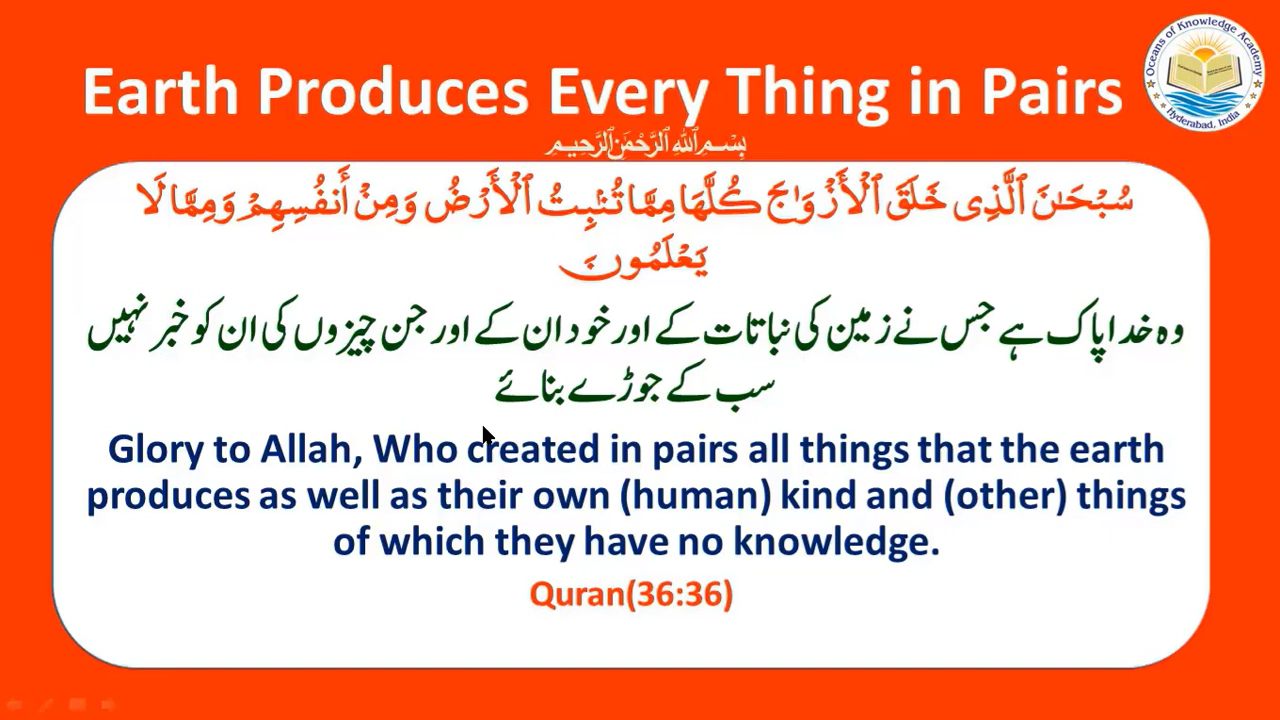 Earth Produces Every Thing in Pairs
Oceans of Knowledge Academy
Hyderabad, India
بِسْمِ ٱللَّهِ ٱلرَّحْمَٰنِ ٱلرَّحِيمِ
سُبْحَـٰنَ ٱلَّذِى خَلَقَ ٱلْأَزْوَٰجَ كُلَّهَا مِمَّا تُنۢبِتُ ٱلْأَرْضُ وَمِنْ أَنفُسِهِمْ وَمِمَّا لَا
يَعْلَمُونَ
وہ خدا پاک ہے جس نے زمین کی نباتات کے اور خود ان کے اور جن چیزوں کی ان کو خبر نہیں
سب کے جوڑے بنائے
Glory to Allah, Who created in pairs all things that the earth
produces as well as their own (human) kind and (other) things
of which they have no knowledge.
Quran(36:36)